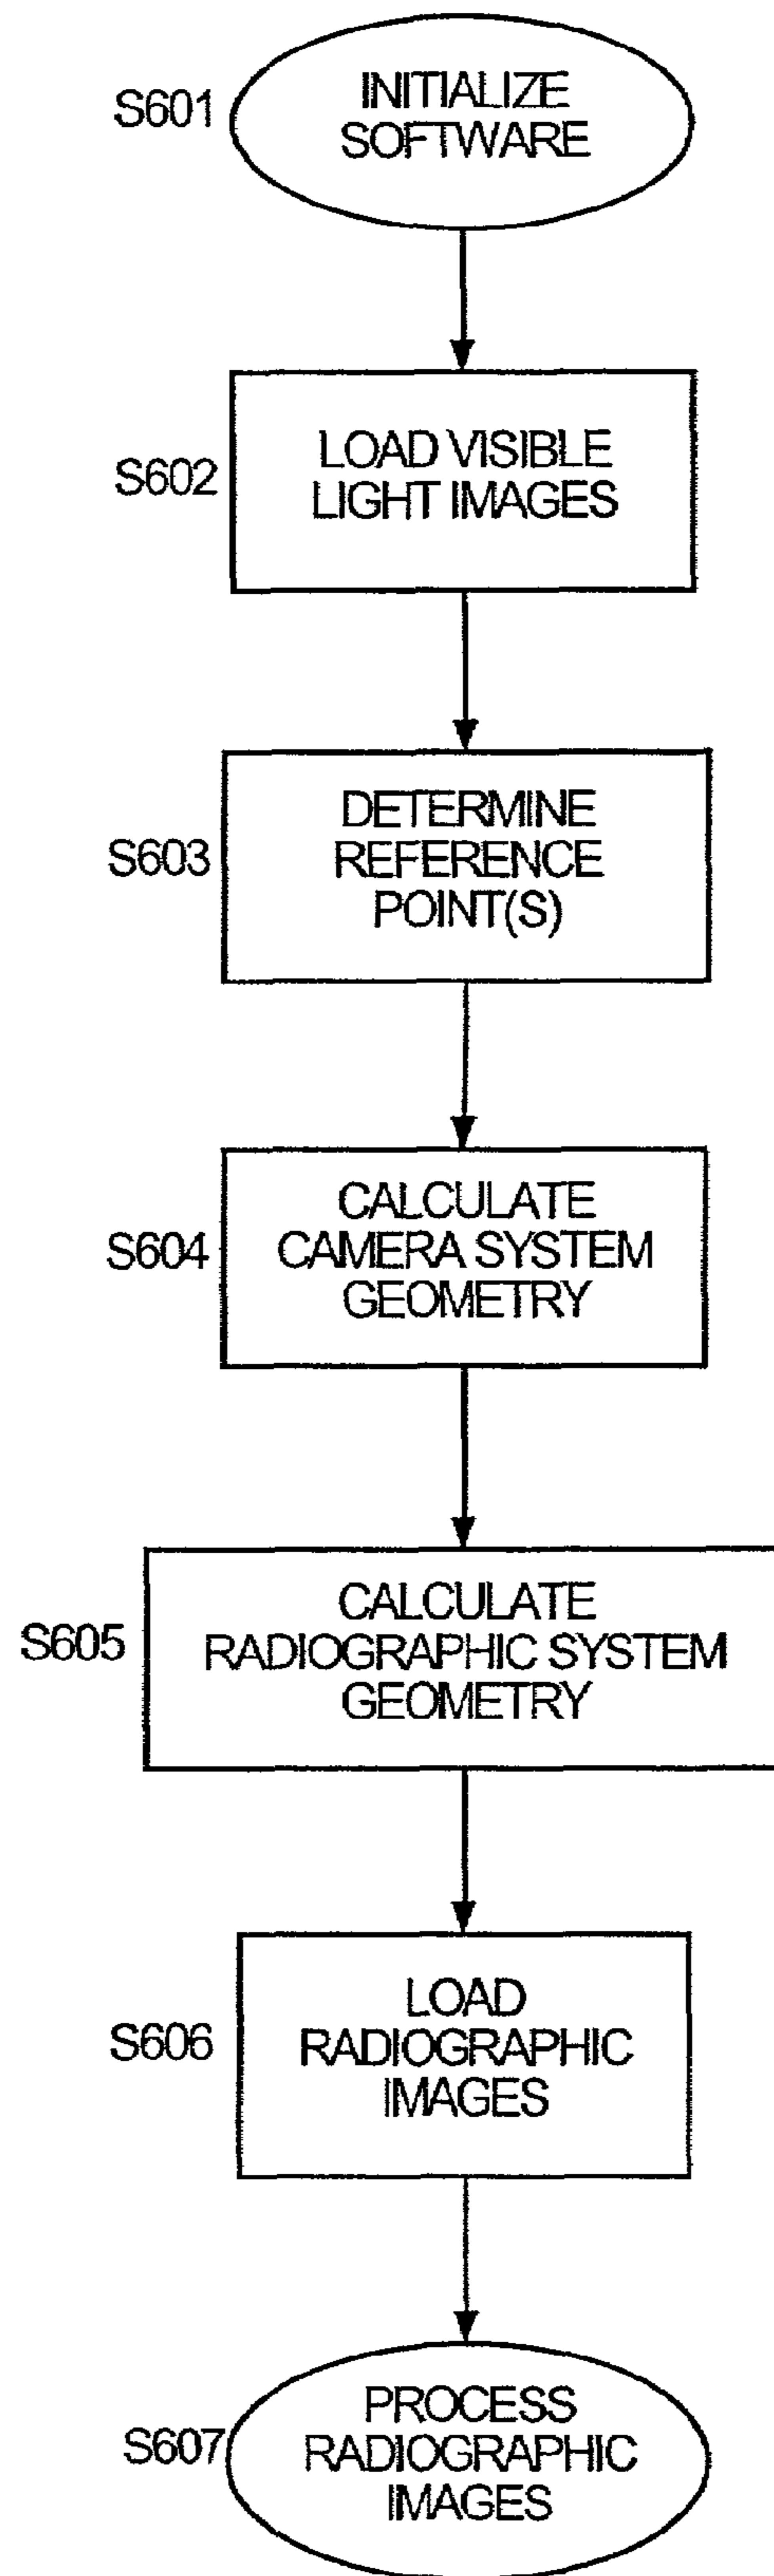 S601
INITIALIZE
SOFTWARE
S602
LOAD VISIBLE
LIGHT IMAGES
S603
DETERMINE
REFERENCE
POINT(S)
S604
CALCULATE
CAMERA SYSTEM
GEOMETRY
S605
CALCULATE
RADIOGRAPHIC SYSTEM
GEOMETRY
S606
LOAD
RADIOGRAPHIC
IMAGES
S607
PROCESS
RADIOGRAPHIC
IMAGES